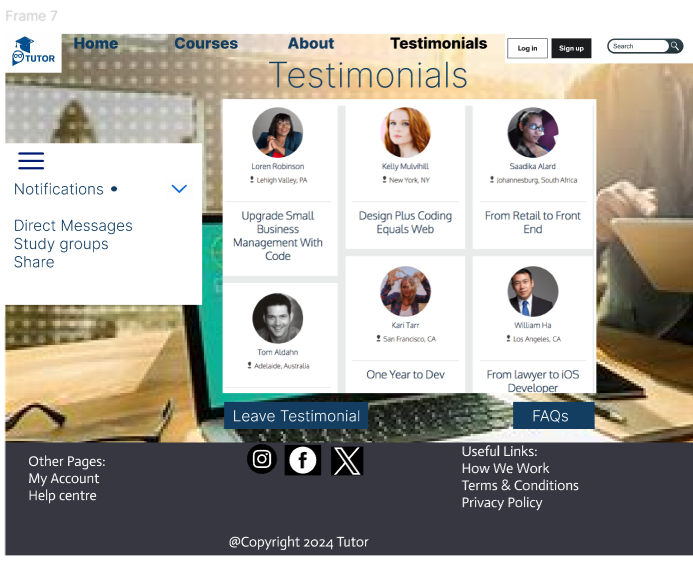 Frame 7
TUTOR
Home Courses About Testimonials Log in Sign up Search
Testimonials
Notifications •
Direct Messages
Study groups
Share
Loren Robinson
Lehigh Valley, PA
Upgrade Small
Business
Management With
Code
Kelly Mulvihill
New York, NY
Design Plus Coding
Equals Web
Saadika Alard
Johannesburg, South Africa
From Retail to Front
End
Tom Aldahn
Adelaide, Australia
Kari Tarr
San Francisco, CA
One Year to Dev
William Ha
Los Angeles, CA
From lawyer to iOS
Developer
Leave Testimonial
FAQs
Other Pages:
My Account
Help centre
Useful Links:
How We Work
Terms & Conditions
Privacy Policy
@Copyright 2024 Tutor